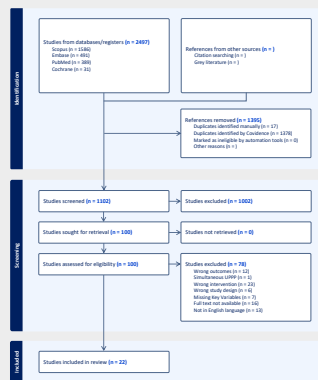 Identification
Studies from databases/registers (n = 2497)
Scopus (n = 1586)
Embase (n = 491)
PubMed (n = 389)
Cochrane (n = 31)
References from other sources (n = )
Citation searching (n = )
Grey literature (n = )
References removed (n = 1395)
Duplicates identified manually (n = 17)
Duplicates identified by Covidence (n = 1378)
Marked as ineligible by automation tools (n = 0)
Other reasons (n = )
Screening
Studies screened (n = 1102)
Studies excluded (n = 1002)
Studies sought for retrieval (n = 100)
Studies not retrieved (n = 0)
Studies assessed for eligibility (n = 100)
Studies excluded (n = 78)
Wrong outcomes (n = 12)
Simultaneous UPPP (n = 1)
Wrong intervention (n = 23)
Wrong study design (n = 6)
Missing Key Variables (n = 7)
Full text not available (n = 16)
Not in English language (n = 13)
Included
Studies included in review (n = 22)